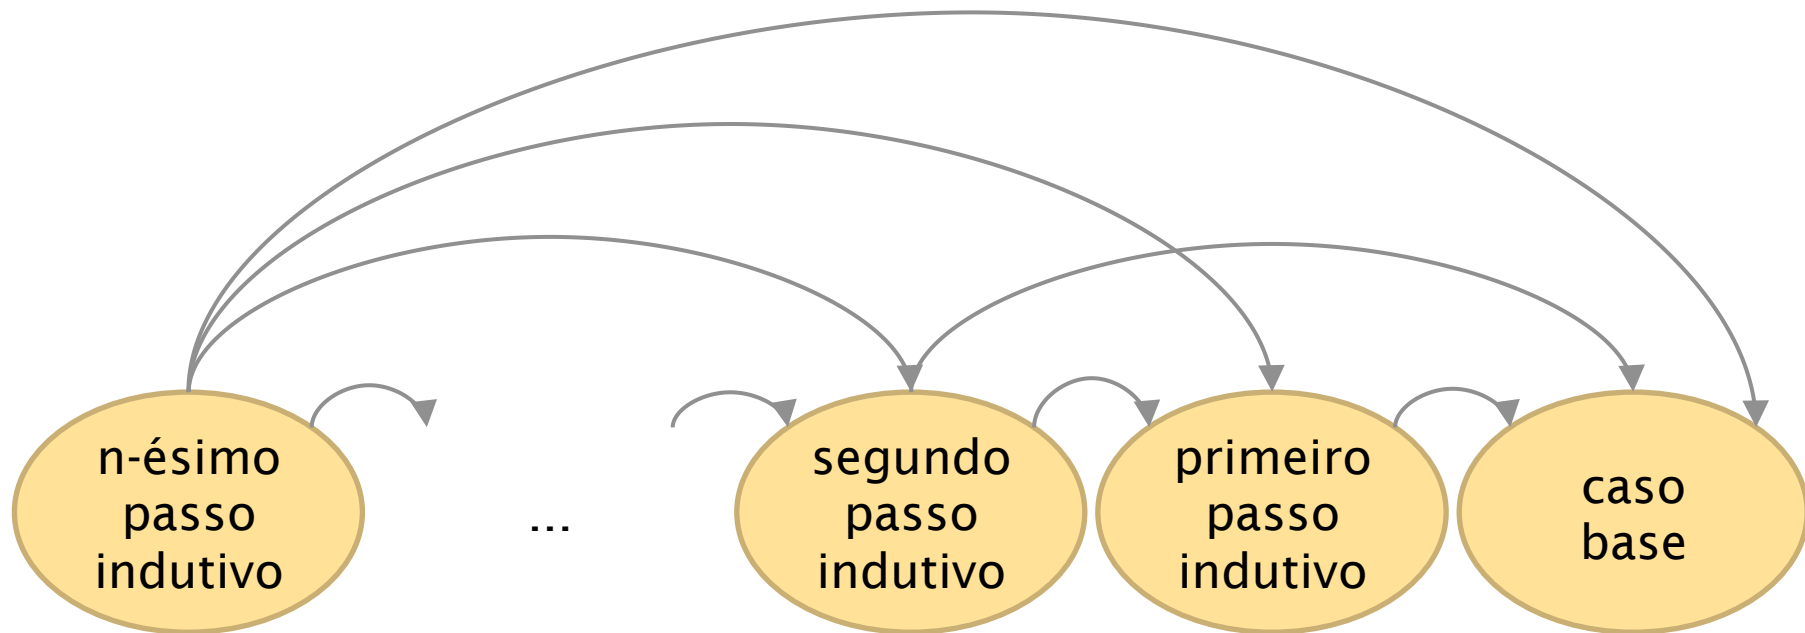 n-ésimo
passo
indutivo
...
segundo
passo
indutivo
primeiro
passo
indutivo
caso
base